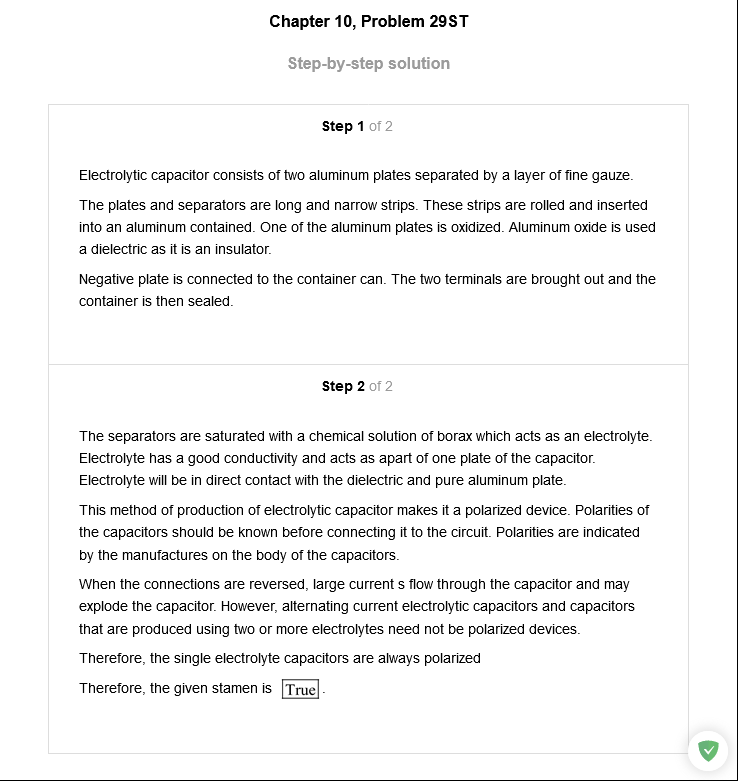 Chapter 10, Problem 29ST
Step-by-step solution
Step 1 of 2
Electrolytic capacitor consists of two aluminum plates separated by a layer of fine gauze.
The plates and separators are long and narrow strips. These strips are rolled and inserted
into an aluminum contained. One of the aluminum plates is oxidized. Aluminum oxide is used
a dielectric as it is an insulator.
Negative plate is connected to the container can. The two terminals are brought out and the
container is then sealed.
Step 2 of 2
The separators are saturated with a chemical solution of borax which acts as an electrolyte.
Electrolyte has a good conductivity and acts as apart of one plate of the capacitor.
Electrolyte will be in direct contact with the dielectric and pure aluminum plate.
This method of production of electrolytic capacitor makes it a polarized device. Polarities of
the capacitors should be known before connecting it to the circuit. Polarities are indicated
by the manufactures on the body of the capacitors.
When the connections are reversed, large current s flow through the capacitor and may
explode the capacitor. However, alternating current electrolytic capacitors and capacitors
that are produced using two or more electrolytes need not be polarized devices.
Therefore, the single electrolyte capacitors are always polarized
Therefore, the given stamen is True.